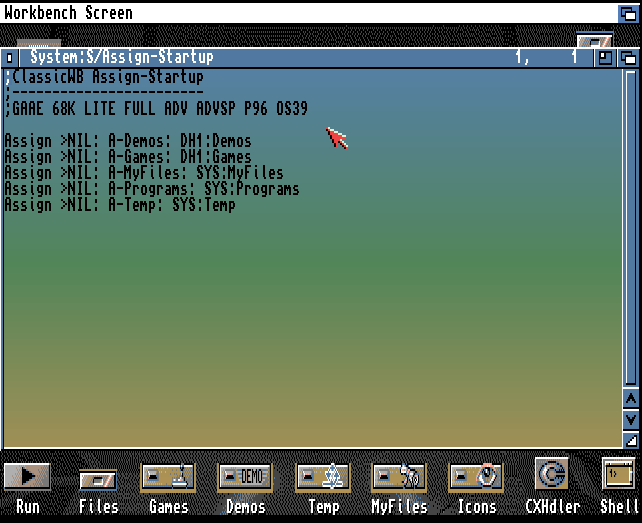 Workbench Screen
System:S/Assign-Startup 1, 1
;ClassicWB Assign-Startup
;------------------------
;GAAE 68K LITE FULL ADV ADVSP P96 OS39
Assign >NIL: A-Demos: DH1:Demos
Assign >NIL: A-Games: DH1:Games
Assign >NIL: A-MyFiles: SYS:MyFiles
Assign >NIL: A-Programs: SYS:Programs
Assign >NIL: A-Temp: SYS:Temp
DEMO
1>
Run Files Games Demos Temp MyFiles Icons CXHdler Shell